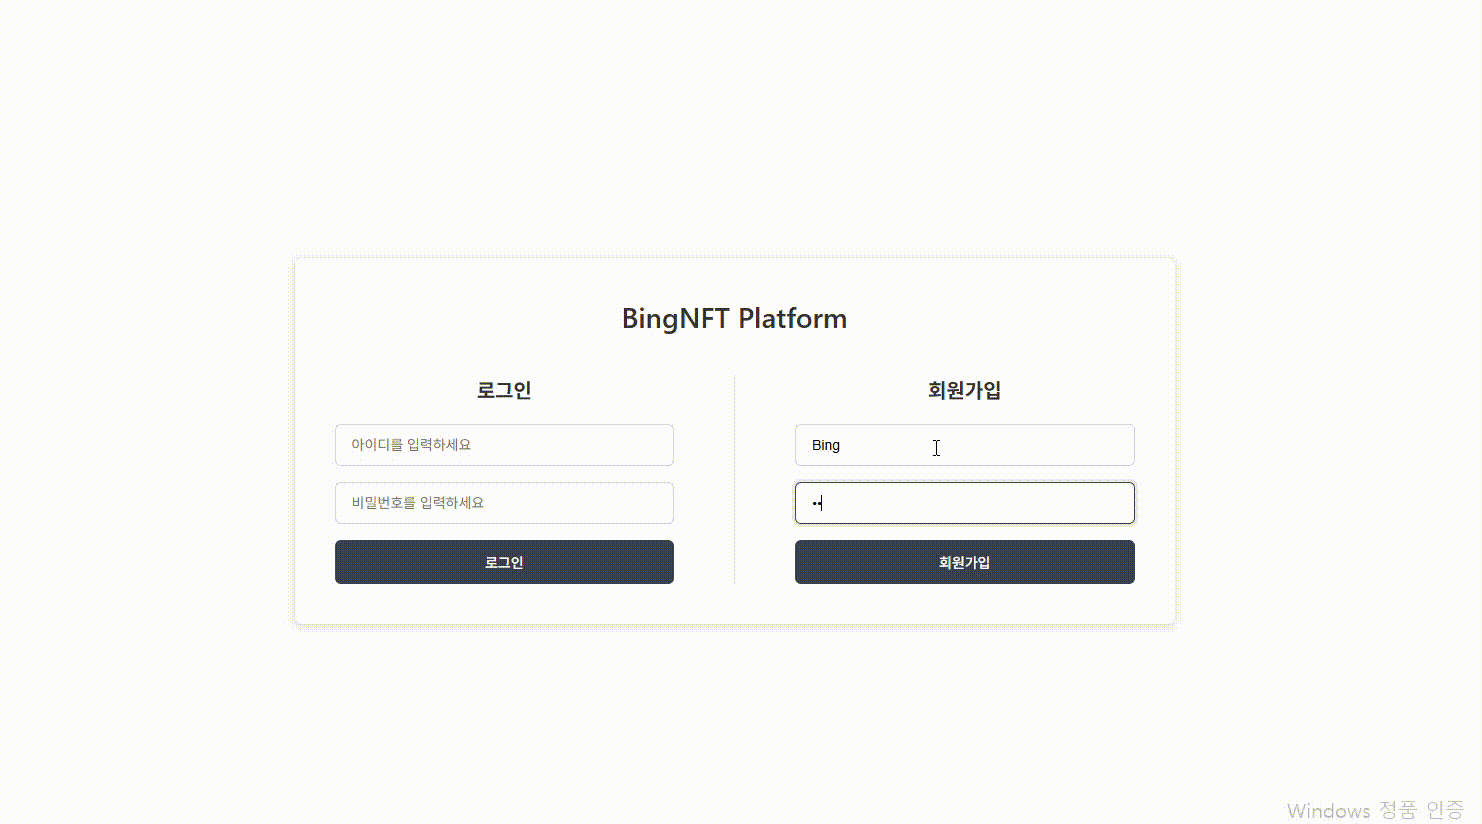 BingNFT Platform
로그인
아이디를 입력하세요
비밀번호를 입력하세요
로그인
회원가입
Bing
••
회원가입
Windows 정품 인증